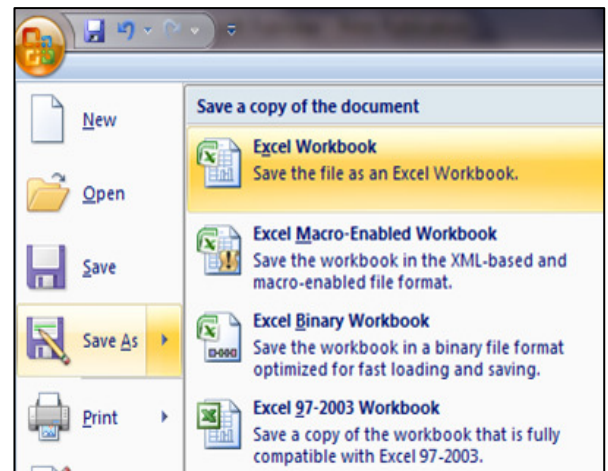 New
Open
Save
Save As
Print
Save a copy of the document
Excel Workbook
Save the file as an Excel Workbook.
Excel Macro-Enabled Workbook
Save the workbook in the XML-based and
macro-enabled file format.
Excel Binary Workbook
Save the workbook in a binary file format
optimized for fast loading and saving.
Excel 97-2003 Workbook
Save a copy of the workbook that is fully
compatible with Excel 97-2003.